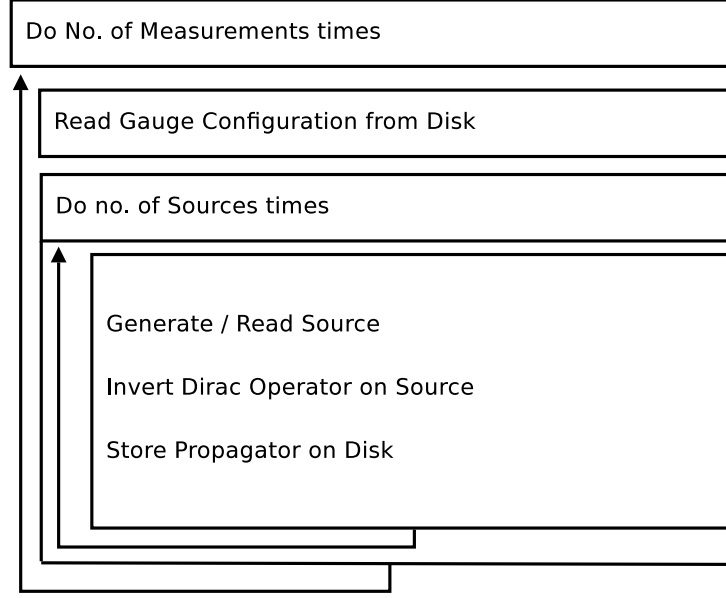 Do No. of Measurements times
Read Gauge Configuration from Disk
Do no. of Sources times
Generate / Read Source
Invert Dirac Operator on Source
Store Propagator on Disk